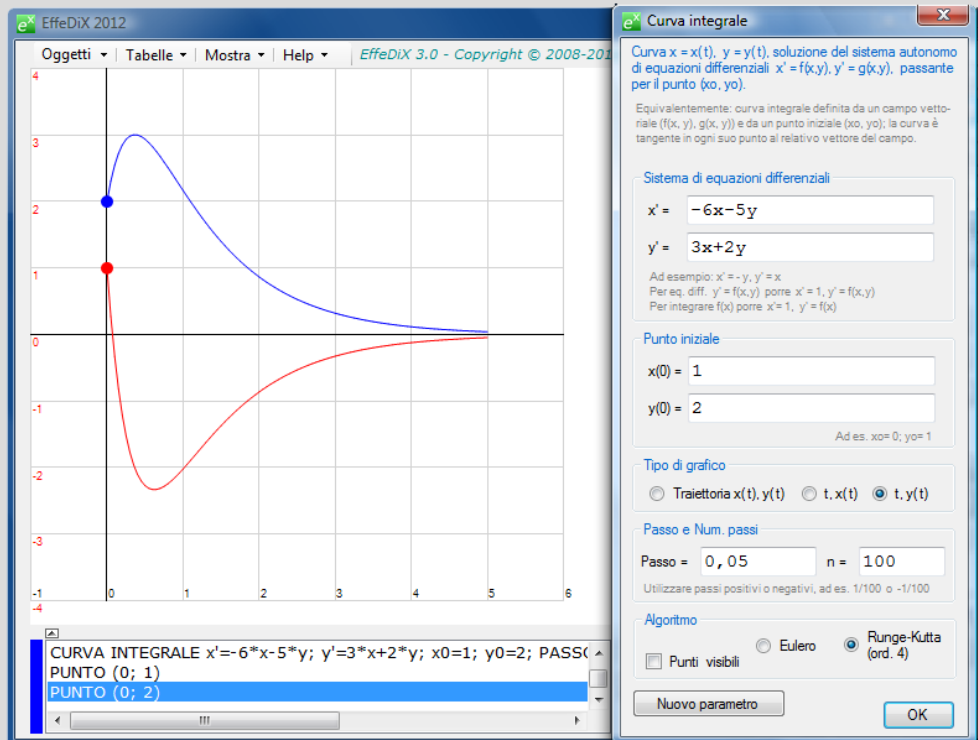 EffeDiX 2012
Oggetti Tabelle Mostra Help EffeDiX 3.0 - Copyright © 2008-201
4
3
2
1
0
-1
-2
-3
-4
-1 0 1 2 3 4 5 6
CURVA INTEGRALE x'=-6*x-5*y; y'=3*x+2*y; x0=1; y0=2; PASSO
PUNTO (0; 1)
PUNTO (0; 2)
Curva integrale
Curva x = x(t), y = y(t), soluzione del sistema autonomo
di equazioni differenziali x' = f(x,y), y' = g(x,y), passante
per il punto (xo, yo).
Equivalentemente: curva integrale definita da un campo vetto-
riale (f(x, y), g(x, y)) e da un punto iniziale (xo, yo); la curva è
tangente in ogni suo punto al relativo vettore del campo.
Sistema di equazioni differenziali
x' = -6x-5y
y' = 3x+2y
Ad esempio: x' = - y, y' = x
Per eq. diff. y' = f(x,y) porre x' = 1, y' = f(x,y)
Per integrare f(x) porre x'= 1, y' = f(x)
Punto iniziale
x(0) = 1
y(0) = 2
Ad es. xo= 0; yo= 1
Tipo di grafico
Traiettoria x(t), y(t) t, x(t) t, y(t)
Passo e Num. passi
Passo = 0,05 n = 100
Utilizzare passi positivi o negativi, ad es. 1/100 o -1/100
Algoritmo
Punti visibili Eulero Runge-Kutta
(ord. 4)
Nuovo parametro OK